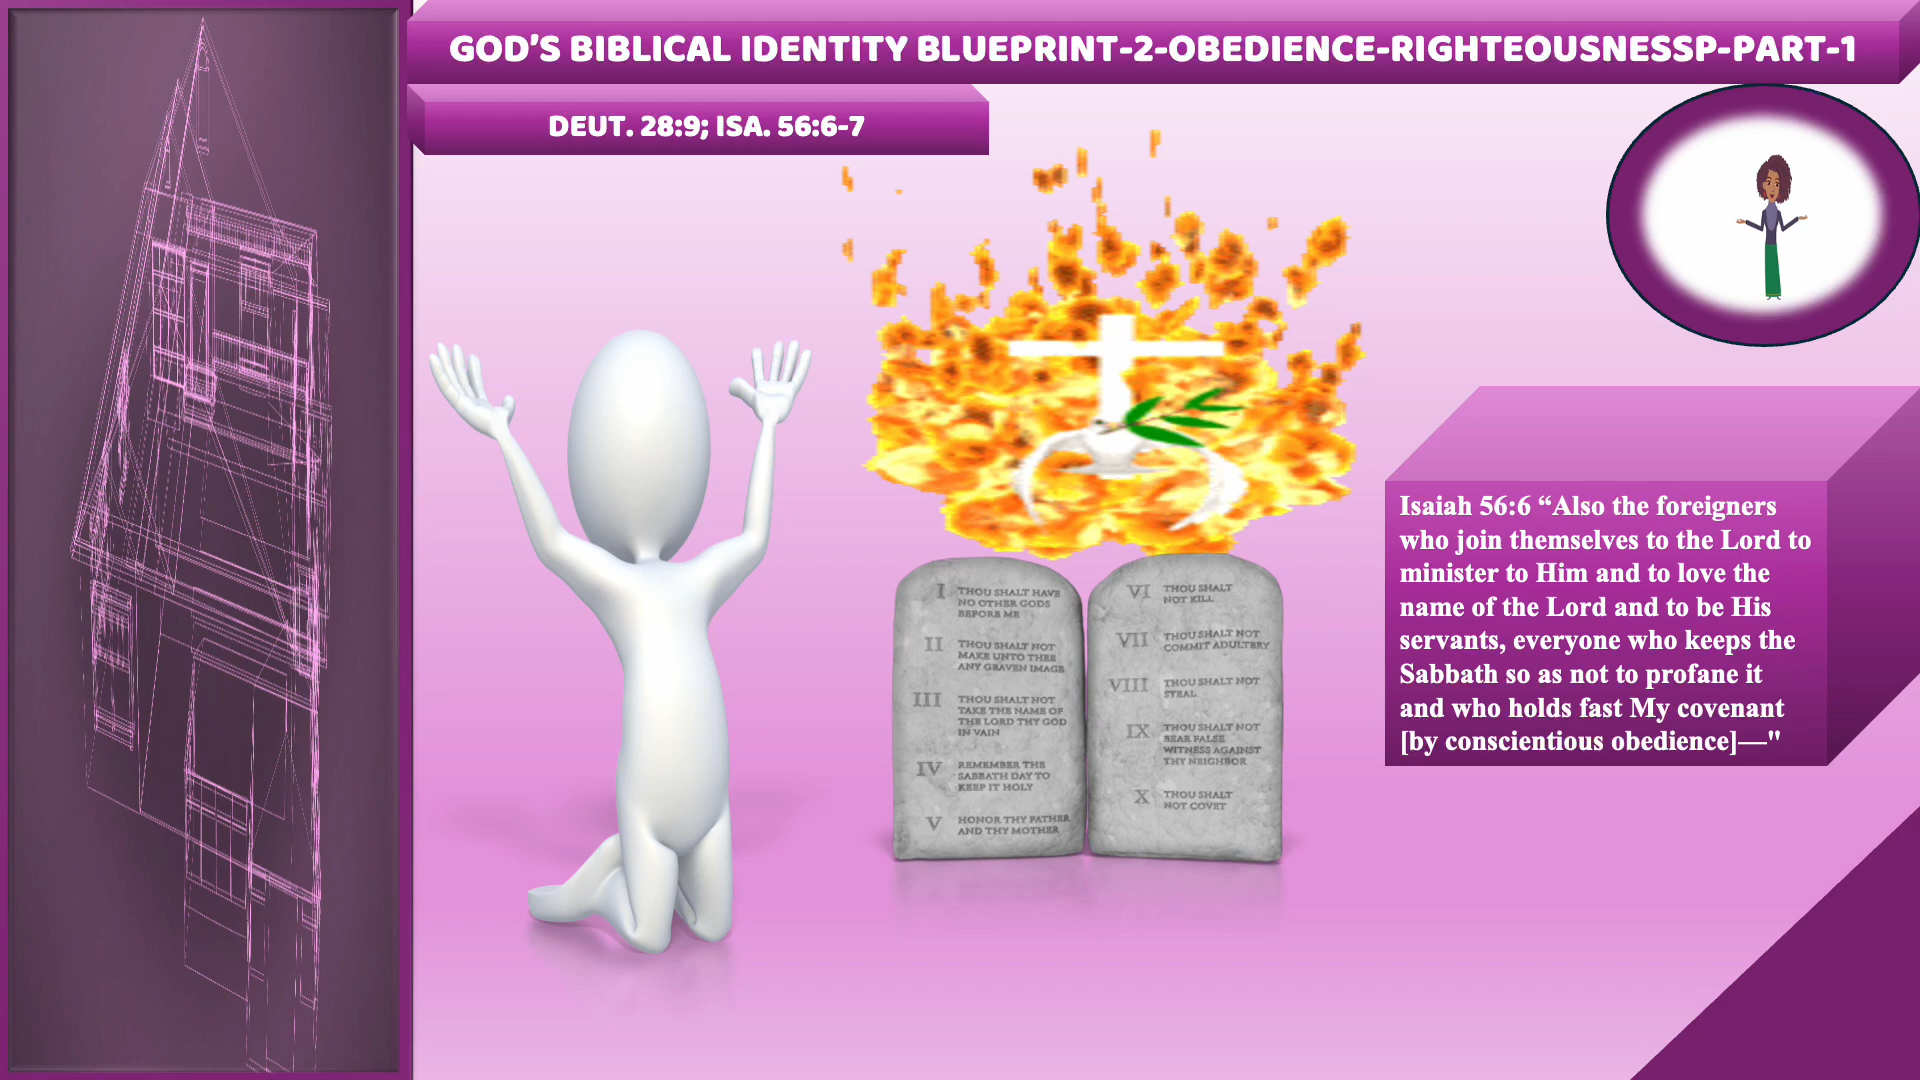 GOD'S BIBLICAL IDENTITY BLUEPRINT-2-OBEDIENCE-RIGHTEOUSNESSP-PART-1
DEUT. 28:9; ISA. 56:6-7
Isaiah 56:6 “Also the foreigners
who join themselves to the Lord to
minister to Him and to love the
name of the Lord and to be His
servants, everyone who keeps the
Sabbath so as not to profane it
and who holds fast My covenant
[by conscientious obedience]—"
I THOU SHALT HAVE
NO OTHER GODS
BEFORE ME
II THOU SHALT NOT
MAKE UNTO THEE
ANY GRAVEN IMAGE
III THOU SHALT NOT
TAKE THE NAME OF
THE LORD THY GOD
IN VAIN
IV REMEMBER THE
SABBATH DAY TO
KEEP IT HOLY
V HONOR THY FATHER
AND THY MOTHER
VI THOU SHALT
NOT KILL
VII THOU SHALT NOT
COMMIT ADULTERY
VIII THOU SHALT NOT
STEAL
IX THOU SHALT NOT
BEAR FALSE
WITNESS AGAINST
THY NEIGHBOR
X THOU SHALT
NOT COVET